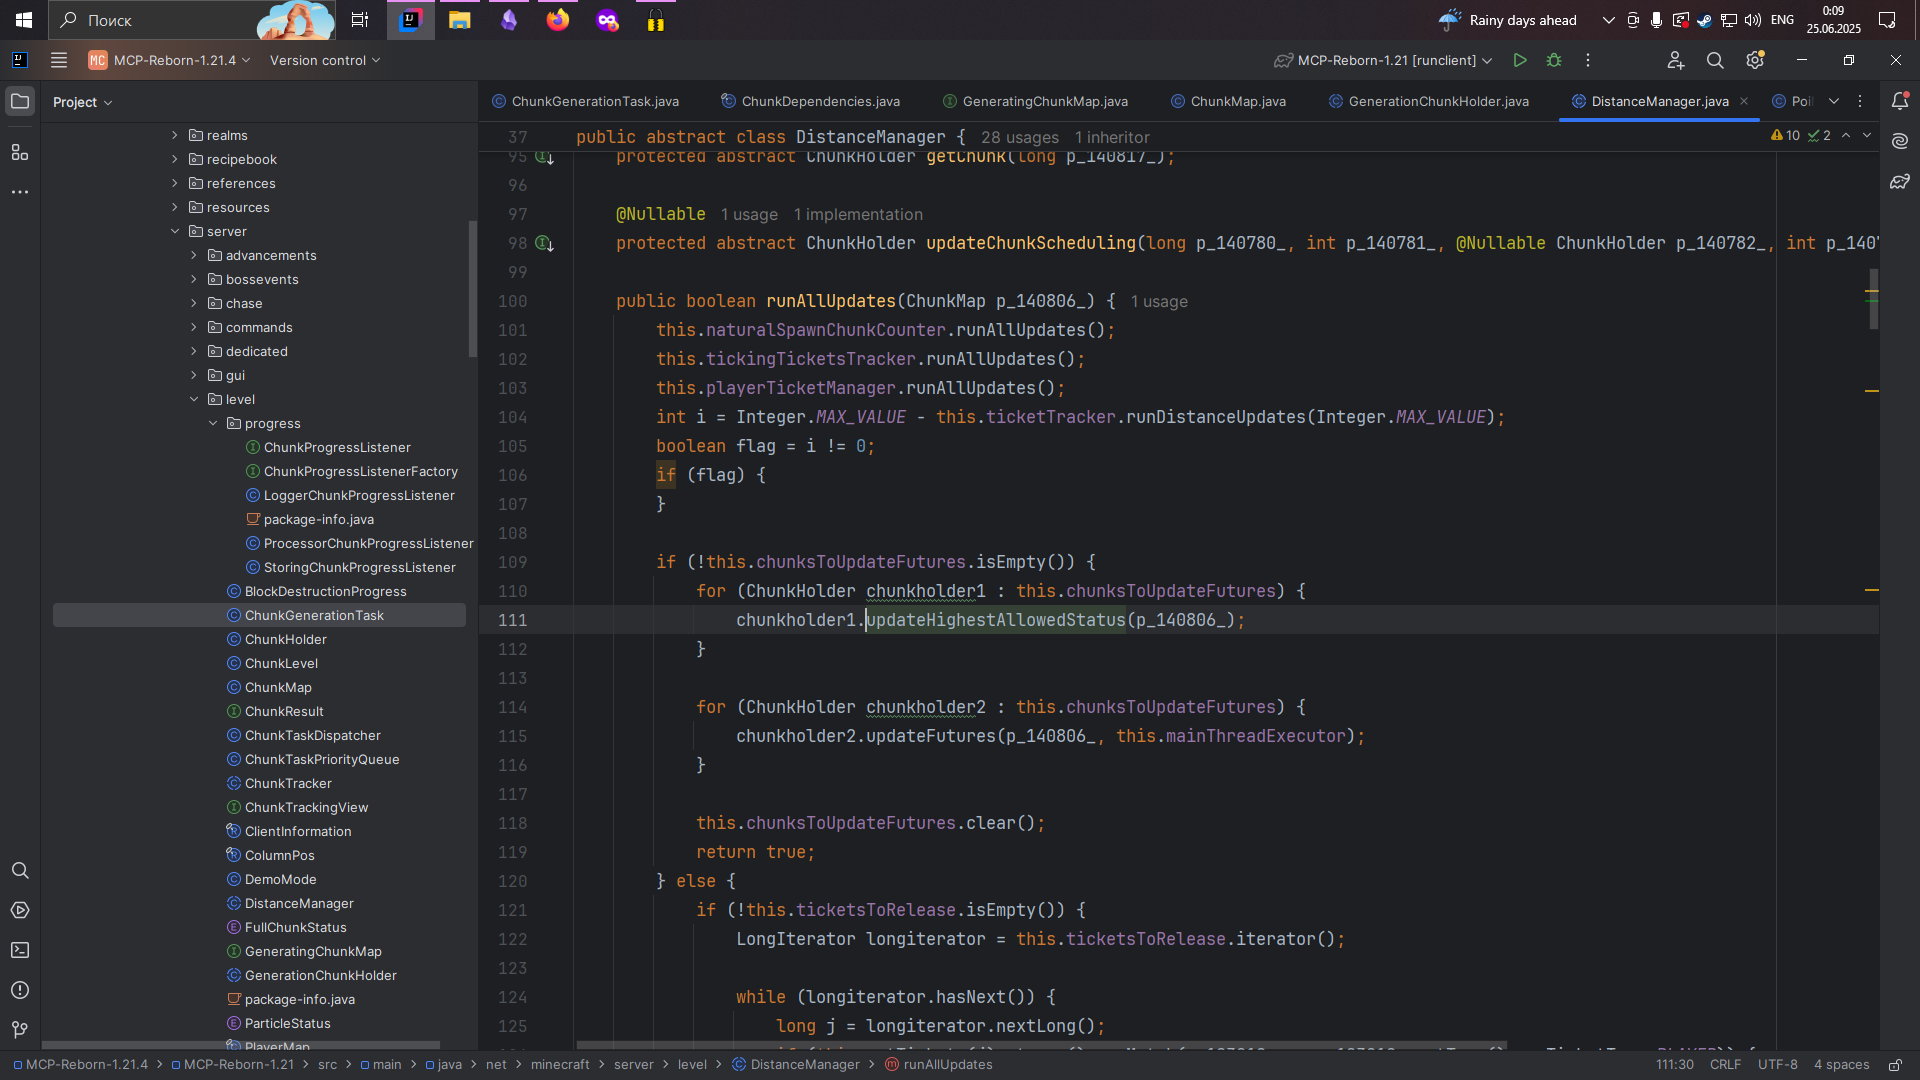 Поиск
Rainy days ahead
ENG
0:09
25.06.2025
MC
MCP-Reborn-1.21.4
Version control
MCP-Reborn-1.21 [runclient]
Project
realms
recipebook
references
resources
server
advancements
bossevents
chase
commands
dedicated
gui
level
progress
ChunkProgressListener
ChunkProgressListenerFactory
LoggerChunkProgressListener
package-info.java
ProcessorChunkProgressListener
StoringChunkProgressListener
BlockDestructionProgress
ChunkGenerationTask
ChunkHolder
ChunkLevel
ChunkMap
ChunkResult
ChunkTaskDispatcher
ChunkTaskPriorityQueue
ChunkTracker
ChunkTrackingView
ClientInformation
ColumnPos
DemoMode
DistanceManager
FullChunkStatus
GeneratingChunkMap
GenerationChunkHolder
package-info.java
ParticleStatus
PlayerMap
ChunkGenerationTask.java ChunkDependencies.java GeneratingChunkMap.java ChunkMap.java GenerationChunkHolder.java DistanceManager.java Poi
37 public abstract class DistanceManager { 28 usages 1 inheritor
10 2
95 protected abstract ChunkHolder getChunk(long p_140817_);
96
97 @Nullable 1 usage 1 implementation
98 protected abstract ChunkHolder updateChunkScheduling(long p_140780_, int p_140781_, @Nullable ChunkHolder p_140782_, int p_140
99
100 public boolean runAllUpdates(ChunkMap p_140806_) { 1 usage
101 this.naturalSpawnChunkCounter.runAllUpdates();
102 this.tickingTicketsTracker.runAllUpdates();
103 this.playerTicketManager.runAllUpdates();
104 int i = Integer.MAX_VALUE - this.ticketTracker.runDistanceUpdates(Integer.MAX_VALUE);
105 boolean flag = i != 0;
106 if (flag) {
107 }
108
109 if (!this.chunksToUpdateFutures.isEmpty()) {
110 for (ChunkHolder chunkholder1 : this.chunksToUpdateFutures) {
111 chunkholder1.updateHighestAllowedStatus(p_140806_);
112 }
113
114 for (ChunkHolder chunkholder2 : this.chunksToUpdateFutures) {
115 chunkholder2.updateFutures(p_140806_, this.mainThreadExecutor);
116 }
117
118 this.chunksToUpdateFutures.clear();
119 return true;
120 } else {
121 if (!this.ticketsToRelease.isEmpty()) {
122 LongIterator longiterator = this.ticketsToRelease.iterator();
123
124 while (longiterator.hasNext()) {
125 long j = longiterator.nextLong();
MCP-Reborn-1.21.4 > MCP-Reborn-1.21 > src > main > java > net > minecraft > server > level > DistanceManager > runAllUpdates
111:30 CRLF UTF-8 4 spaces